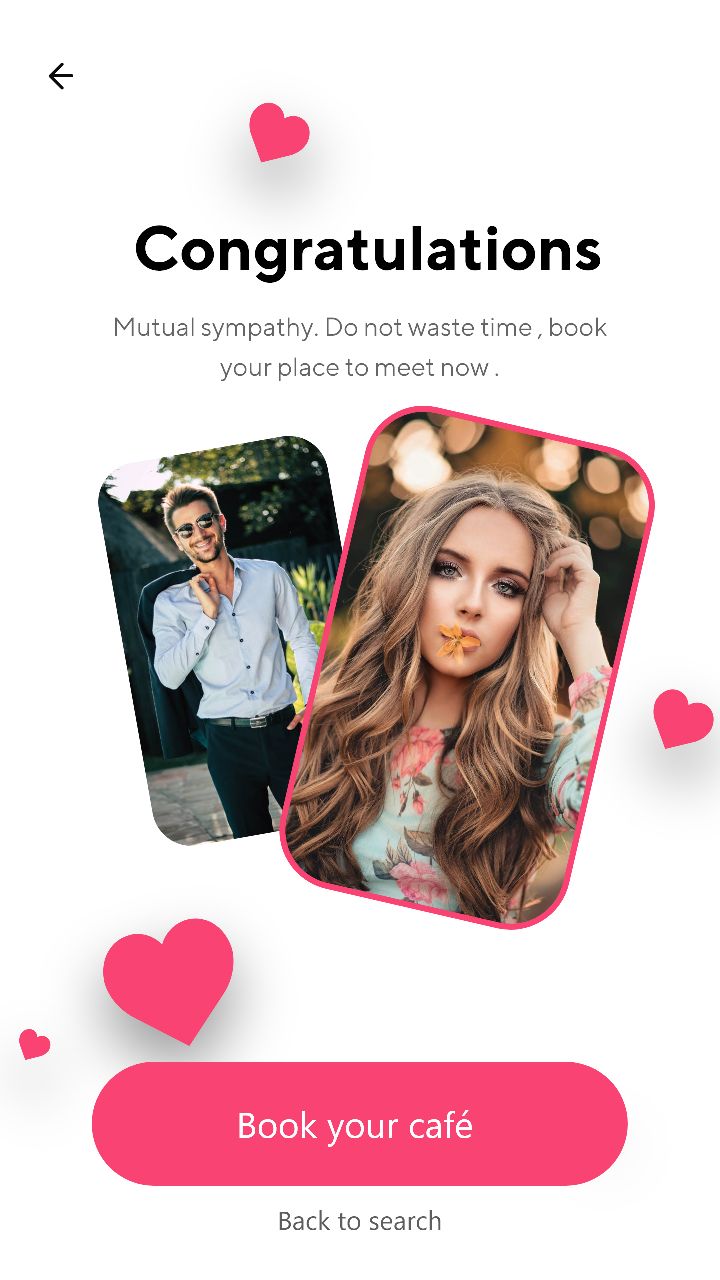 Congratulations
Mutual sympathy. Do not waste time , book
your place to meet now .
Book your café
Back to search